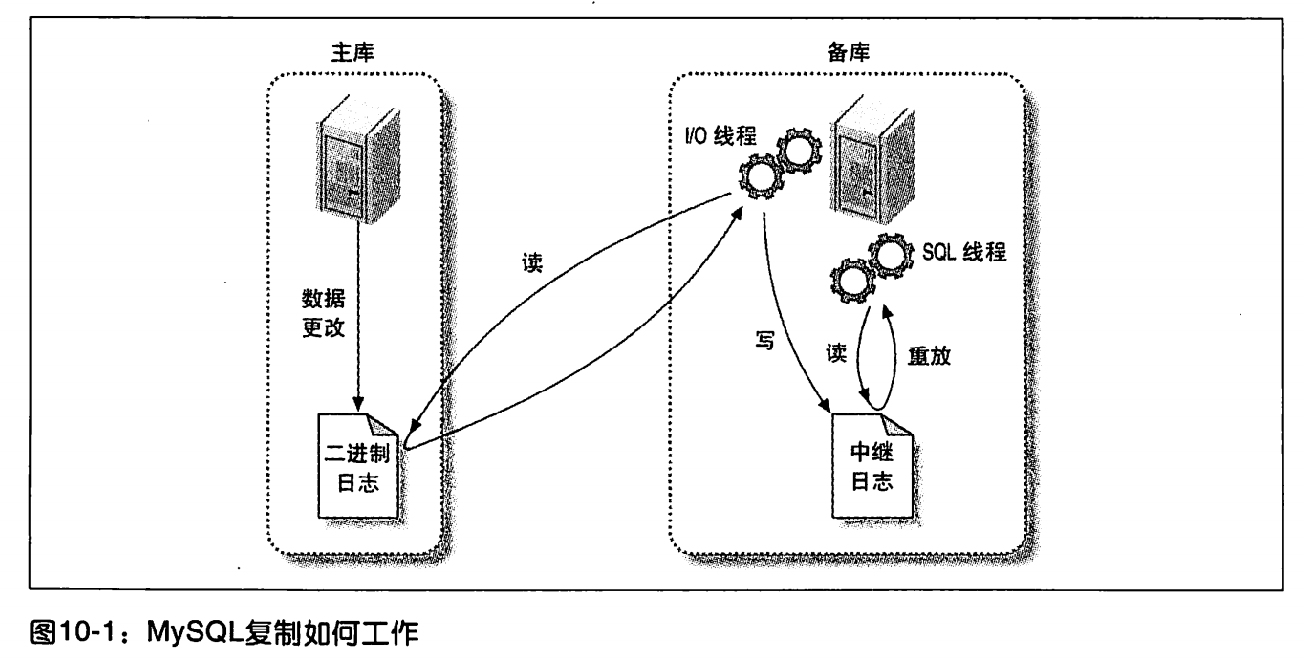 主库
备库
I/O 线程
SQL 线程
读
数据
更改
写
读
重放
二进制
日志
中继
日志
图10-1：MySQL复制如何工作